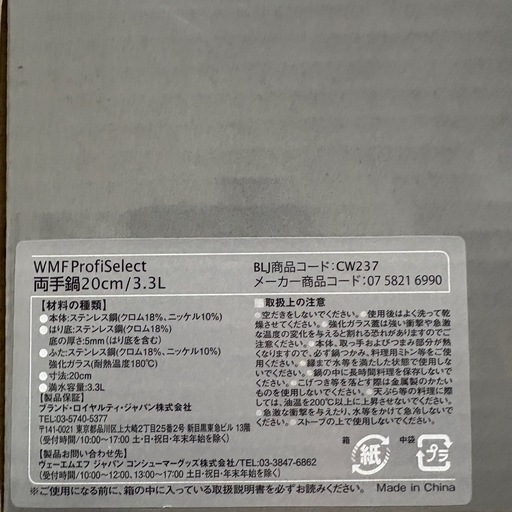 WMF ProfiSelect
両手鍋20cm/3.3L
BLJ商品コード:CW237
メーカー商品コード:07 5821 6990
【材料の種類】
●本体:ステンレス鋼(クロム18%、ニッケル10%)
●はり底:ステンレス鋼(クロム18%)
底の厚さ:5mm(はり底を含む)
●ふた:ステンレス鋼(クロム18%、ニッケル10%)
強化ガラス(耐熱温度180℃)
●寸法:20cm
●満水容量:3.3L
【製品保証】
ブランド・ロイヤルティ・ジャパン株式会社
TEL:03-5740-5377
〒141-0021 東京都品川区上大崎2丁目25番2号 新目黒東急ビル 13階
(受付時間/10:00〜12:00、13:00〜17:00 土日・祝日・年末年始を除く)
【製品お問い合わせ】
ヴェーエムエフ ジャパン コンシューマーグッズ株式会社/TEL:03-3847-6862
(受付時間/10:00〜12:00、13:00〜17:00 土日・祝日・年末年始を除く)
【取扱上の注意】
●空だきをしないでください。●使用後はよく洗って乾
燥させてください。●強化ガラス蓋は強い衝撃や急激
な温度の変化を与えると割れる恐れがありますのでご
注意ください。●本体、取っ手およびつまみ部分が熱
くなりますので、必ず鍋つかみ、料理用ミトン等をご使
用ください。●縁まで水等を満たした状態で使用しな
いでください。●鍋の中に長時間料理を保存しないで
ください。●こげつきを落とす際は金属製のかたい
ものを使用しないでください。●天ぷら等の料理に際
し、油温を200℃以上に上昇させないでください。
●急激な衝撃を与えたり、水等をかけて急冷しないで
ください。●ストーブの上で使用しないでください。
箱
紙
中袋
プラ
※ご使用になる前に、箱の中に入っている取扱説明書を必ずお読みください。
Made in China